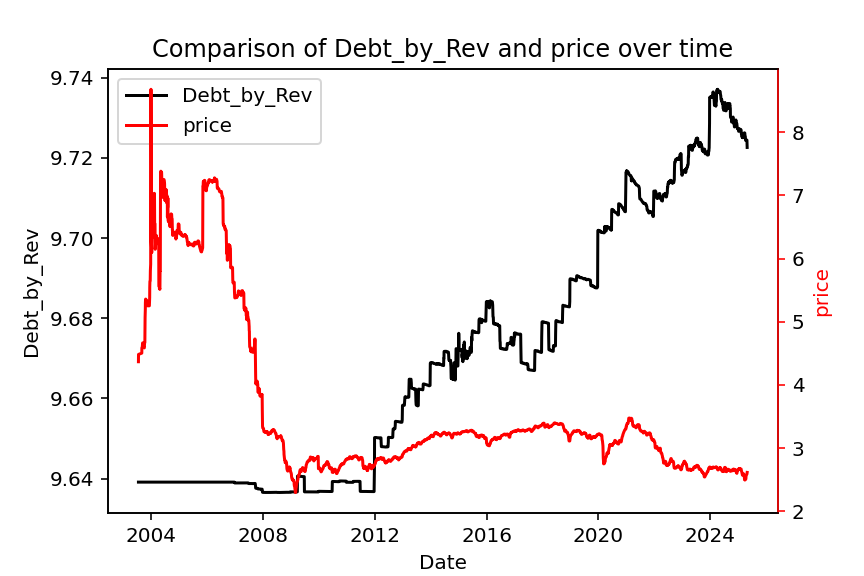 Comparison of Debt_by_Rev and price over time
Debt_by_Rev
price
9.74
9.72
9.70
9.68
9.66
9.64
Debt_by_Rev
8
7
6
5
4
3
2
price
2004 2008 2012 2016 2020 2024
Date